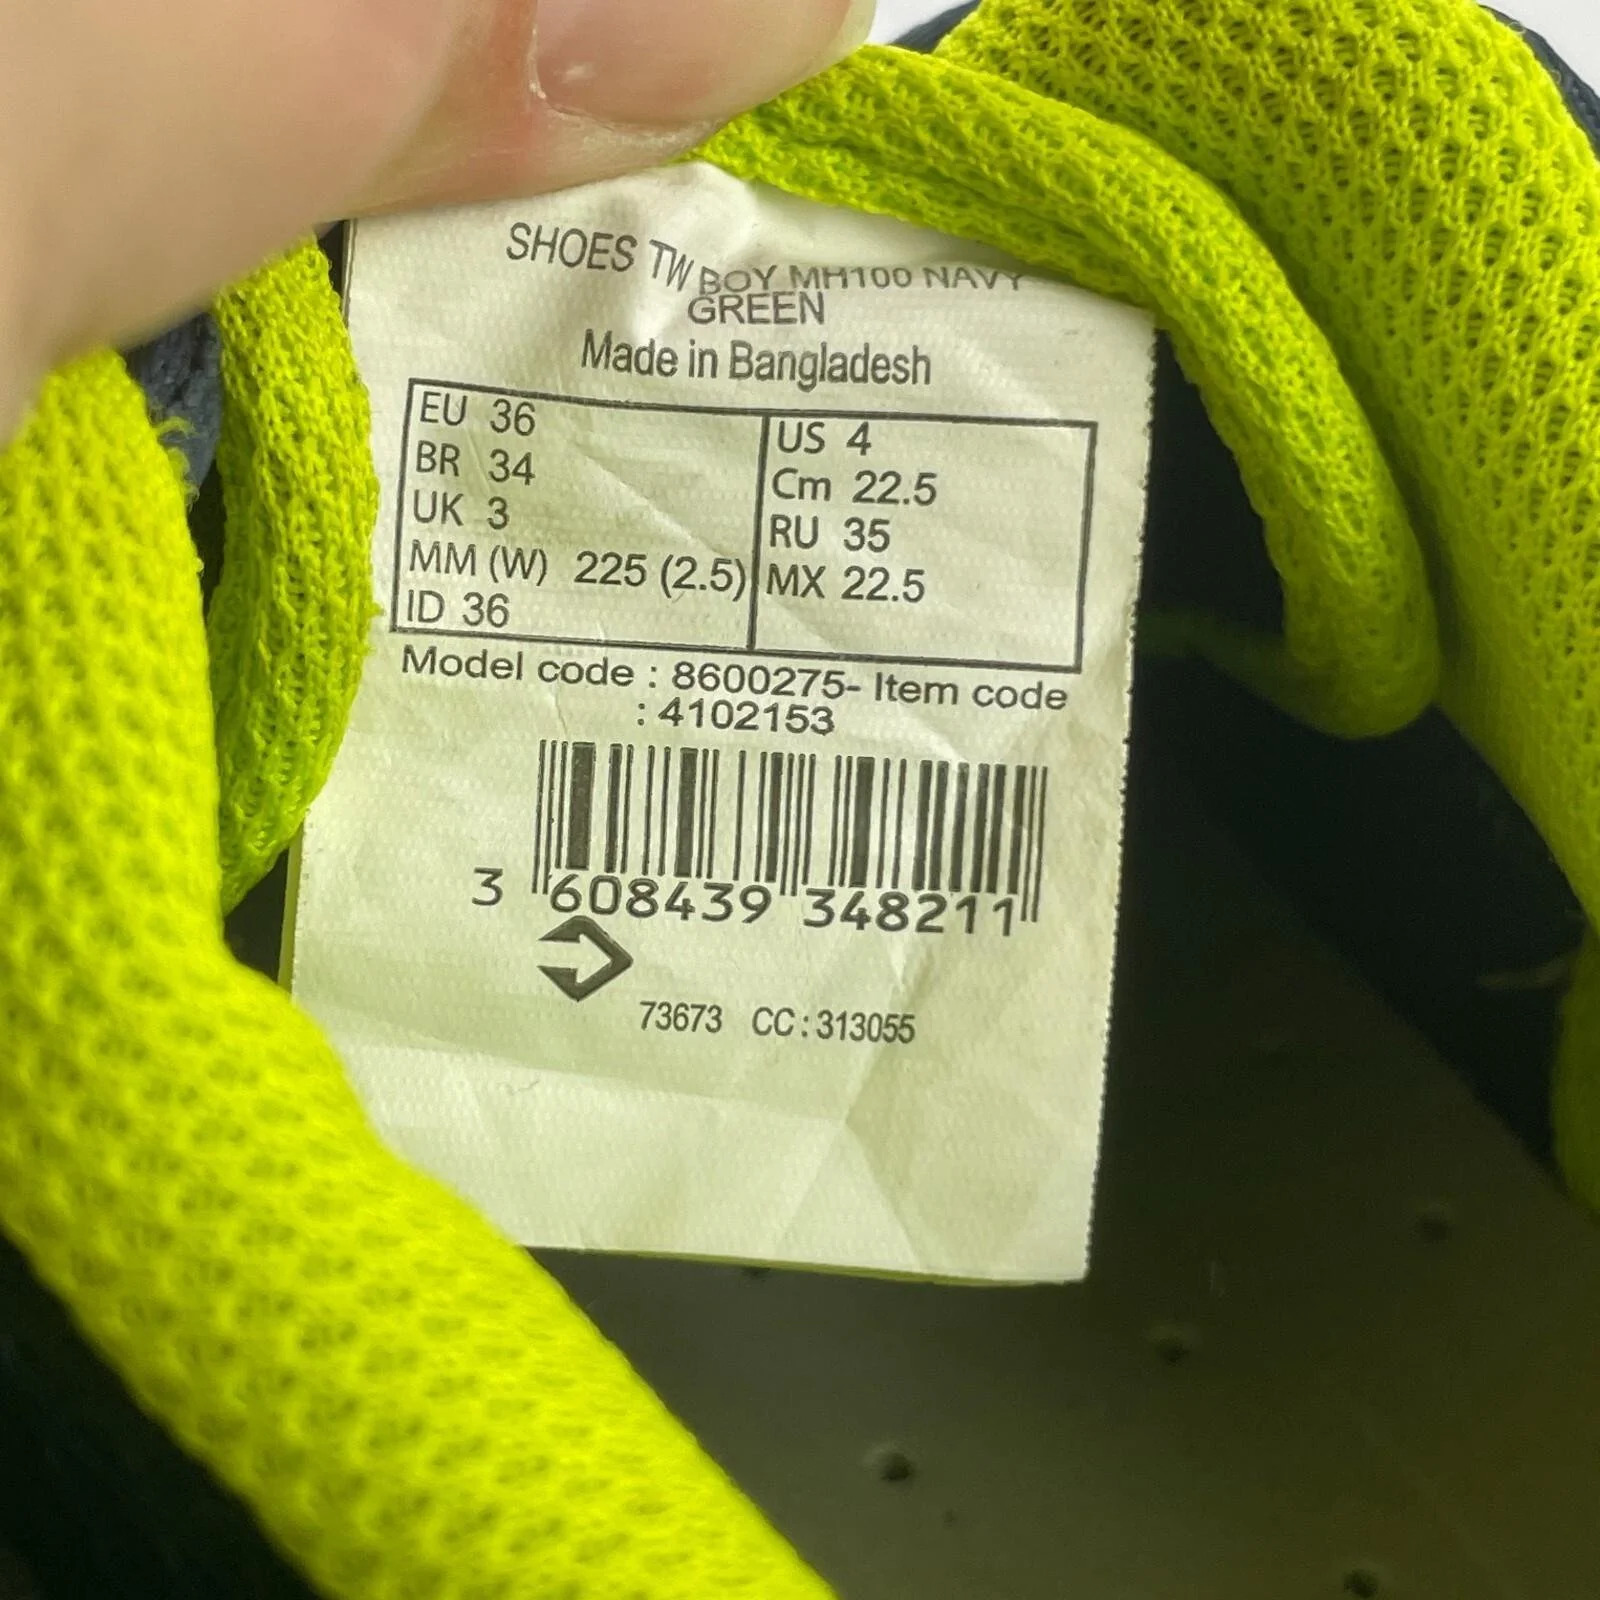 SHOES TW BOY MH100 NAVY
GREEN
Made in Bangladesh
EU 36
BR 34
UK 3
MM (W) 225 (2.5)
ID 36
US 4
Cm 22.5
RU 35
MX 22.5
Model code : 8600275- Item code
: 4102153
3 608439 348211
73673 CC : 313055